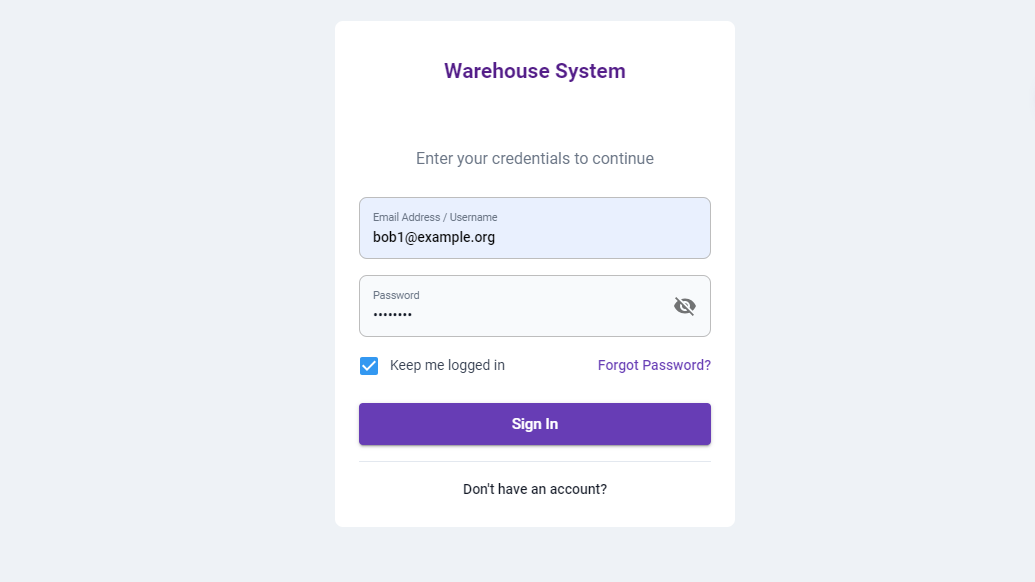 Warehouse System
Enter your credentials to continue
Email Address / Username
bob1@example.org
Password
••••••••
Keep me logged in
Forgot Password?
Sign In
Don't have an account?